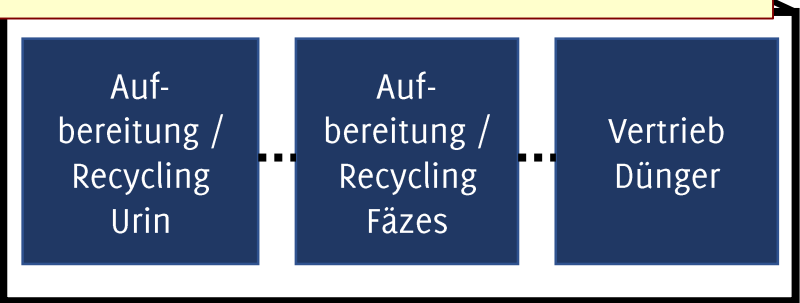 Auf-
bereitung /
Recycling
Urin
Auf-
bereitung /
Recycling
Fäzes
Vertrieb
Dünger